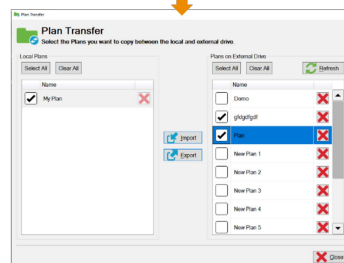 Plan Transfer
Plan Transfer
Select the Plans you want to copy between the local and external drive.
Local Plans
Select All
Clear All
Name
My Plan
Import
Export
Plans on External Drive
Select All
Clear All
Refresh
Name
Domo
gfdgdfgdf
Plan
New Plan 1
New Plan 2
New Plan 3
New Plan 4
New Plan 5
Close